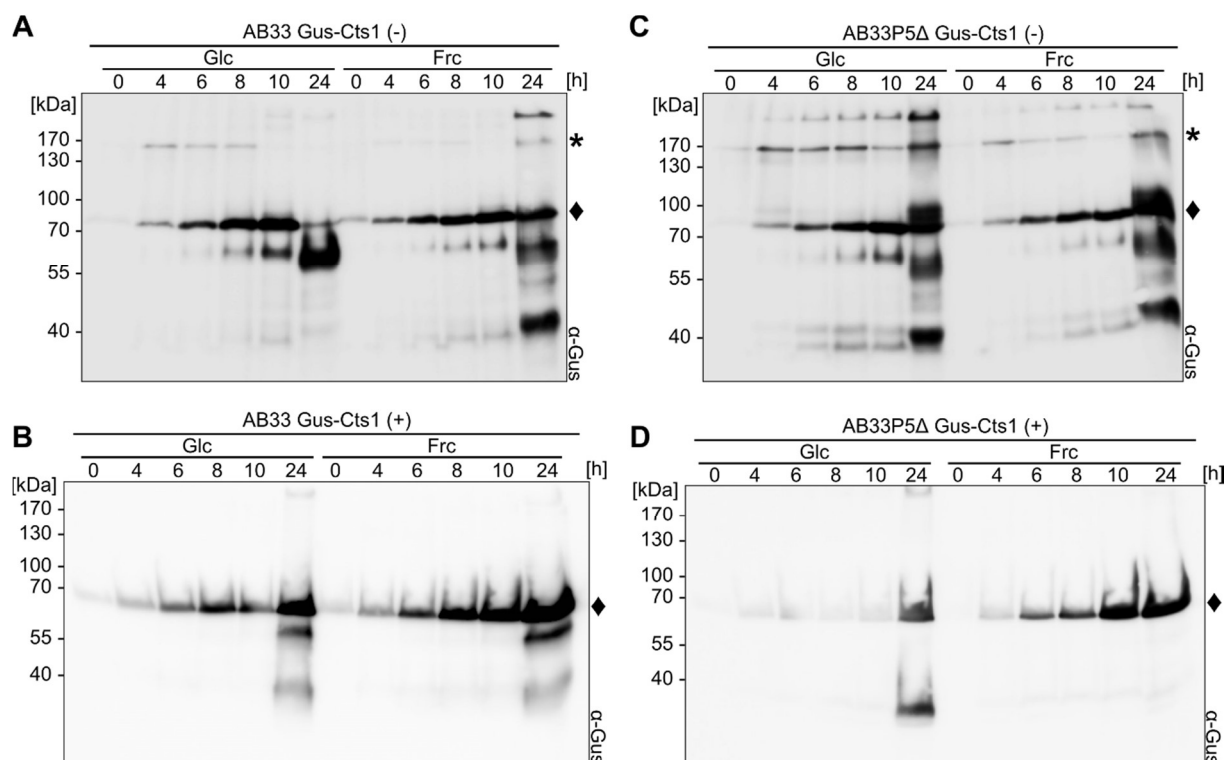 A
AB33 Gus-Cts1 (-)
Glc Frc
0 4 6 8 10 24 0 4 6 8 10 24 [h]
[kDa]
170
130
100
70
55
40
*
♦
α-Gus
C
AB33P5Δ Gus-Cts1 (-)
Glc Frc
0 4 6 8 10 24 0 4 6 8 10 24 [h]
[kDa]
170
130
100
70
55
40
*
♦
α-Gus
B
AB33 Gus-Cts1 (+)
Glc Frc
0 4 6 8 10 24 0 4 6 8 10 24 [h]
[kDa]
170
130
100
70
55
40
♦
α-Gus
D
AB33P5Δ Gus-Cts1 (+)
Glc Frc
0 4 6 8 10 24 0 4 6 8 10 24 [h]
[kDa]
170
130
100
70
55
40
♦
α-Gus